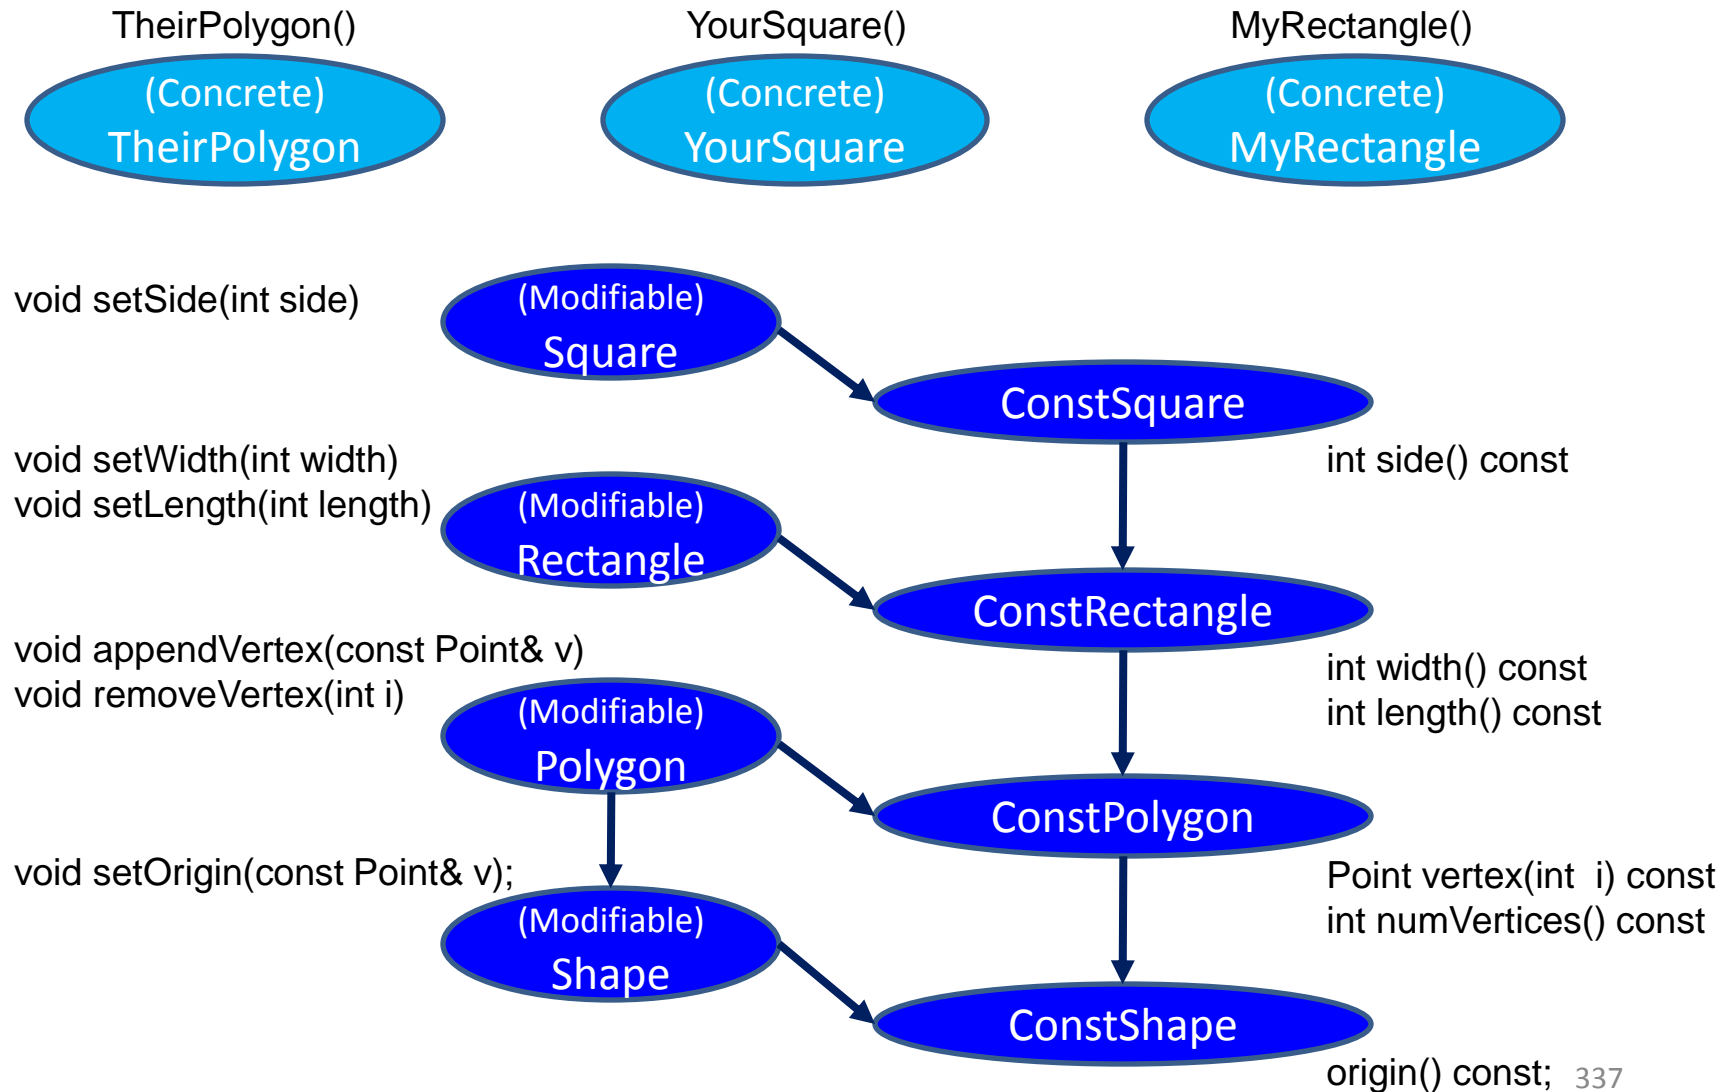 TheirPolygon()
YourSquare()
MyRectangle()
(Concrete)
TheirPolygon
(Concrete)
YourSquare
(Concrete)
MyRectangle
void setSide(int side)
(Modifiable)
Square
ConstSquare
int side() const
void setWidth(int width)
void setLength(int length)
(Modifiable)
Rectangle
ConstRectangle
int width() const
int length() const
void appendVertex(const Point& v)
void removeVertex(int i)
(Modifiable)
Polygon
ConstPolygon
Point vertex(int  i) const
int numVertices() const
void setOrigin(const Point& v);
(Modifiable)
Shape
ConstShape
origin() const;
337